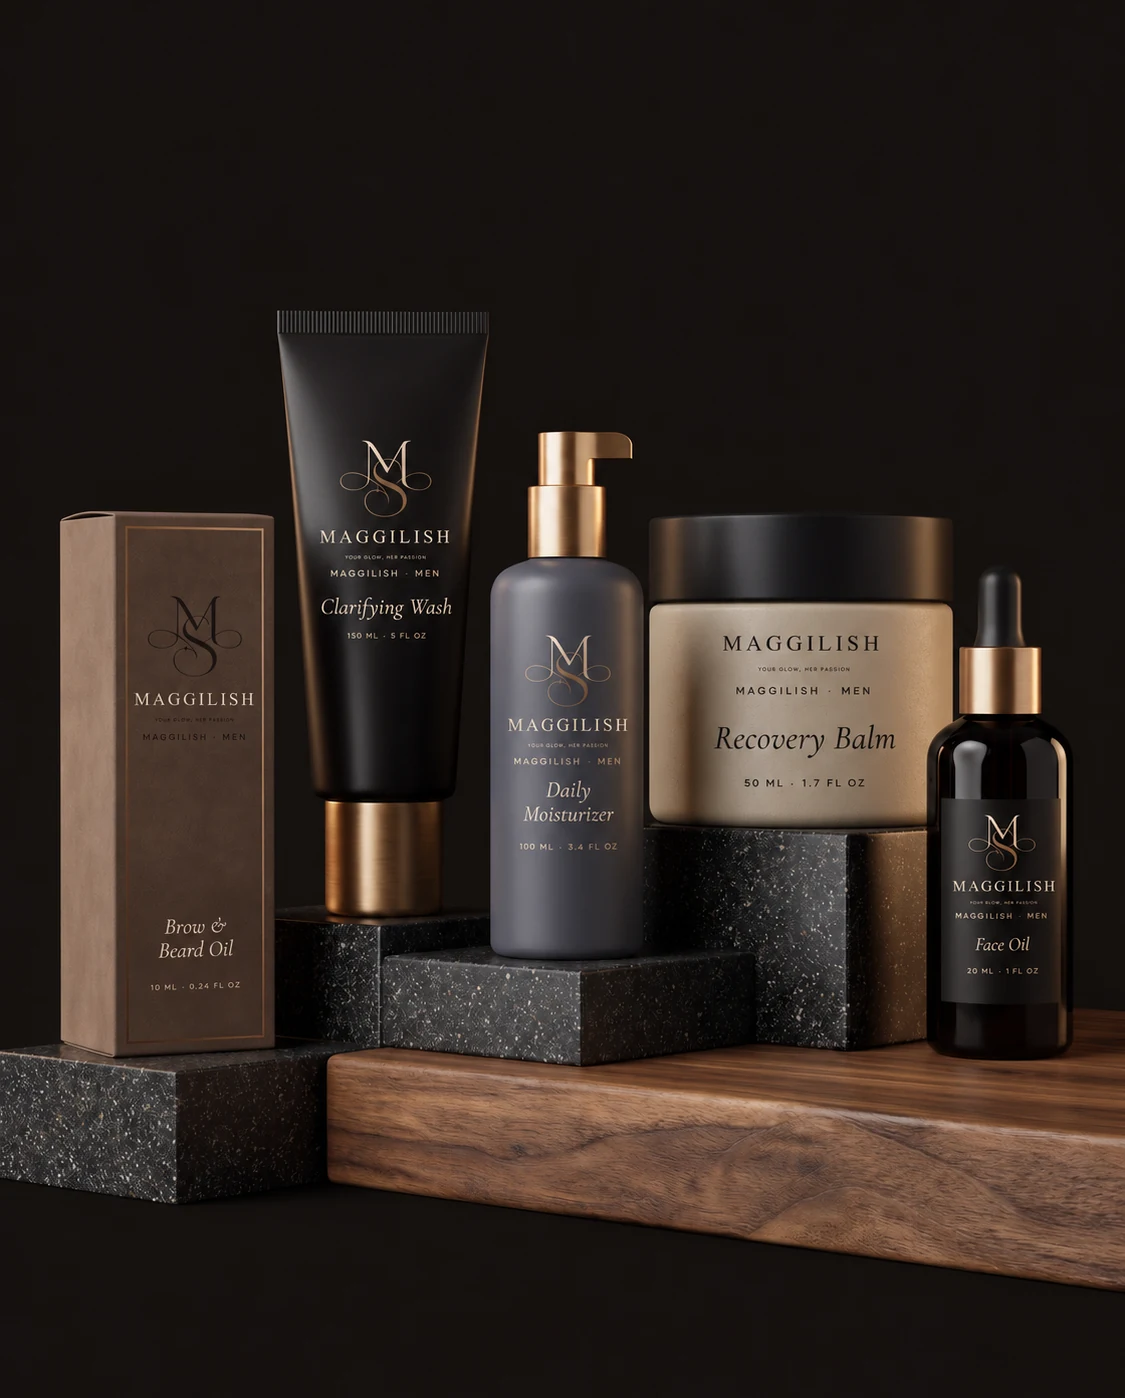 MS
MAGGILISH
YOUR GLOW, HER PASSION
MAGGILISH · MEN
Brow &
Beard Oil
10 ML · 0.24 FL OZ
MS
MAGGILISH
YOUR GLOW, HER PASSION
MAGGILISH · MEN
Clarifying Wash
150 ML · 5 FL OZ
MS
MAGGILISH
YOUR GLOW, HER PASSION
MAGGILISH · MEN
Daily
Moisturizer
100 ML · 3.4 FL OZ
MAGGILISH
YOUR GLOW, HER PASSION
MAGGILISH · MEN
Recovery Balm
50 ML · 1.7 FL OZ
MS
MAGGILISH
YOUR GLOW, HER PASSION
MAGGILISH · MEN
Face Oil
20 ML · 1 FL OZ